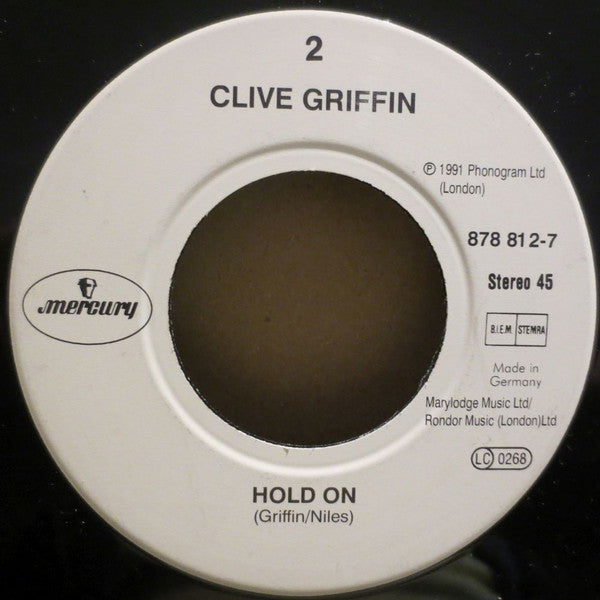 2
CLIVE GRIFFIN
℗ 1991 Phonogram Ltd
(London)
878 812-7
Stereo 45
mercury
B.I.E.M. STEMRA
Made in
Germany
Marylodge Music Ltd/
Rondor Music (London)Ltd
LC 0268
HOLD ON
(Griffin/Niles)